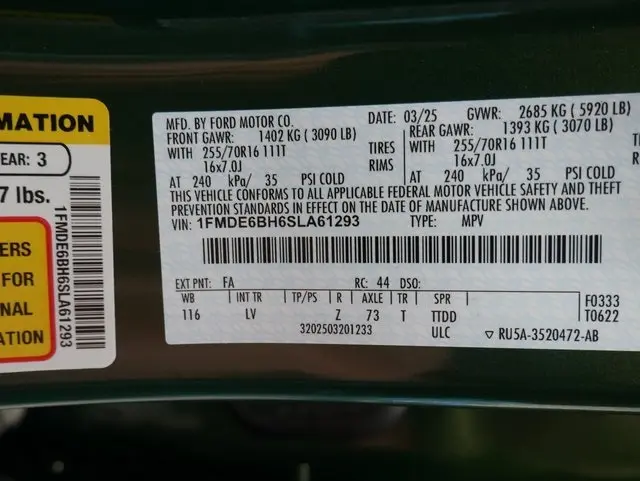 MATION
EAR: 3
7 lbs.
ERS
FOR
NAL
ATION
1FMDE6BH6SLA61293
MFD. BY FORD MOTOR CO.
DATE: 03/25 GVWR: 2685 KG ( 5920 LB)
FRONT GAWR: 1402 KG ( 3090 LB) REAR GAWR: 1393 KG ( 3070 LB)
WITH 255/70R16 111T TIRES WITH 255/70R16 111T TI
16x7.0J RIMS 16x7.0J R
AT 240 kPa/ 35 PSI COLD AT 240 kPa/ 35 PSI COLD
THIS VEHICLE CONFORMS TO ALL APPLICABLE FEDERAL MOTOR VEHICLE SAFETY AND THEFT
PREVENTION STANDARDS IN EFFECT ON THE DATE OF MANUFACTURE SHOWN ABOVE.
VIN: 1FMDE6BH6SLA61293 TYPE: MPV
EXT PNT: FA RC: 44 DSO:
WB INT TR TP/PS R AXLE TR SPR F0333
116 LV Z 73 T TTDD T0622
3202503201233 ULC ▽ RU5A-3520472-AB